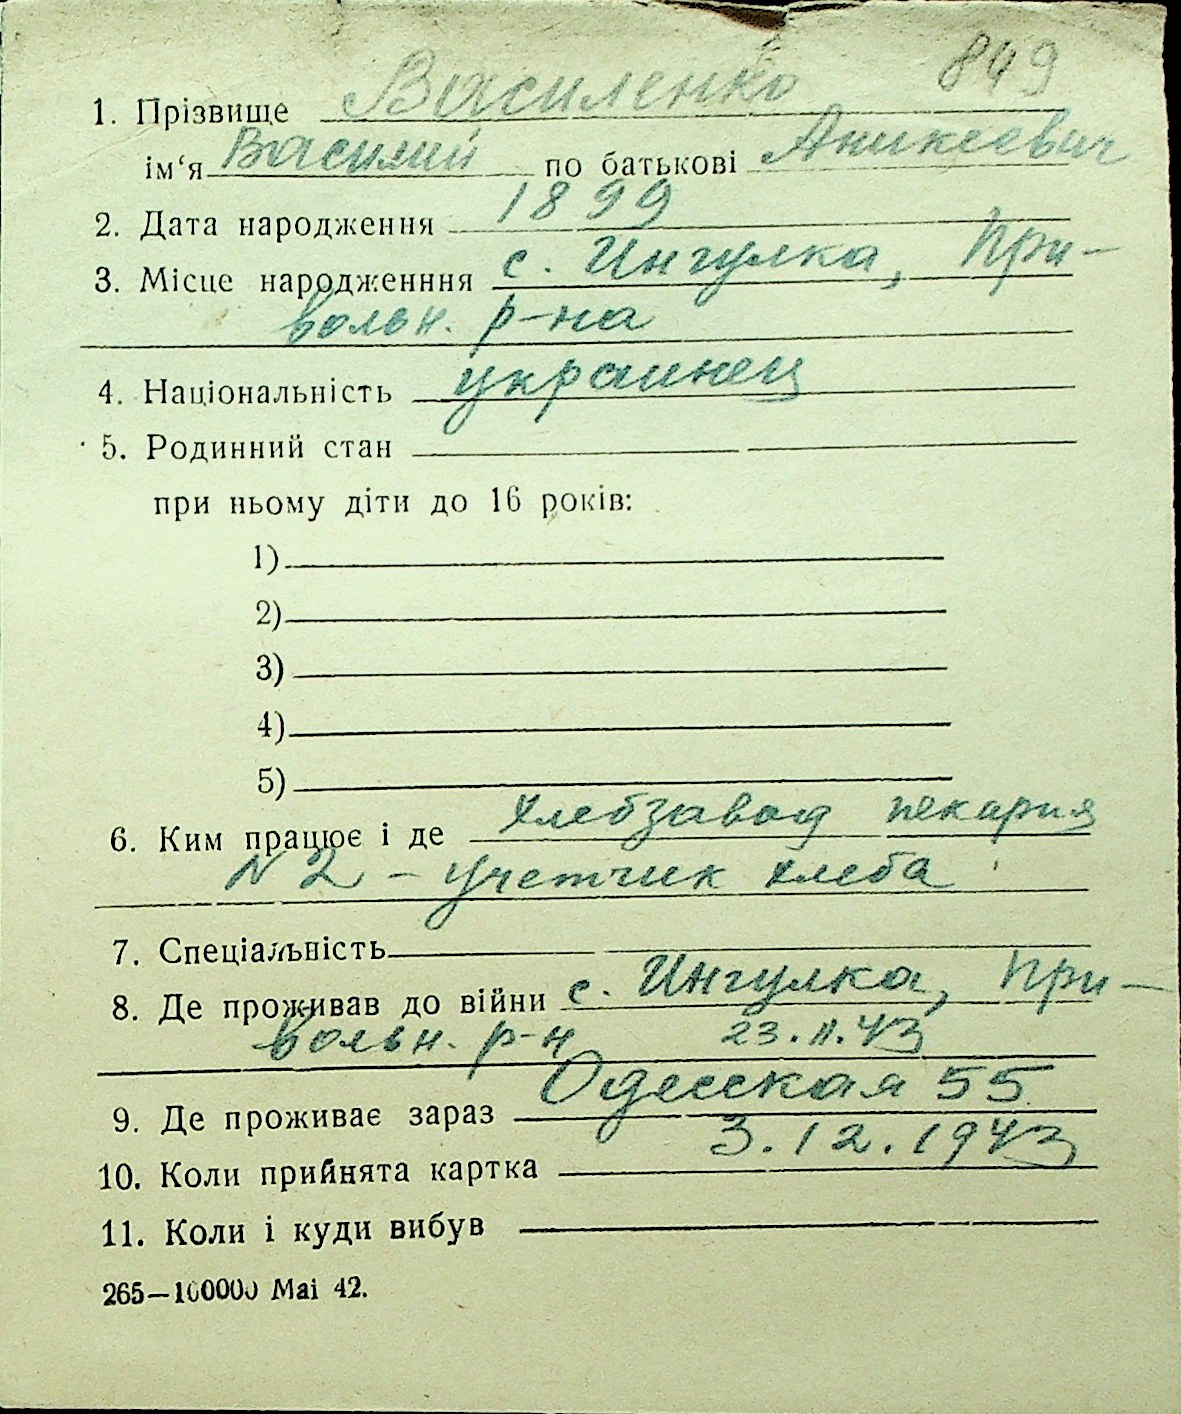 849
1. Прізвище Василенко
ім‘я Василий по батькові Аникеевич
2. Дата народження 1899
3. Місце народженння с. Ингулка, При-
вольн. р-на
4. Національність украинец
5. Родинний стан
при ньому діти до 16 років:
1)
2)
3)
4)
5)
6. Ким працює і де Хлебзавод пекарня
N 2 – учетчик хлеба
7. Спеціальність
8. Де проживав до війни с. Ингулка, При-
вольн. р-н 23.II.43
9. Де проживає зараз Одесская 55
10. Коли прийнята картка 3.12.1943
11. Коли і куди вибув
265—100000 Mai 42.